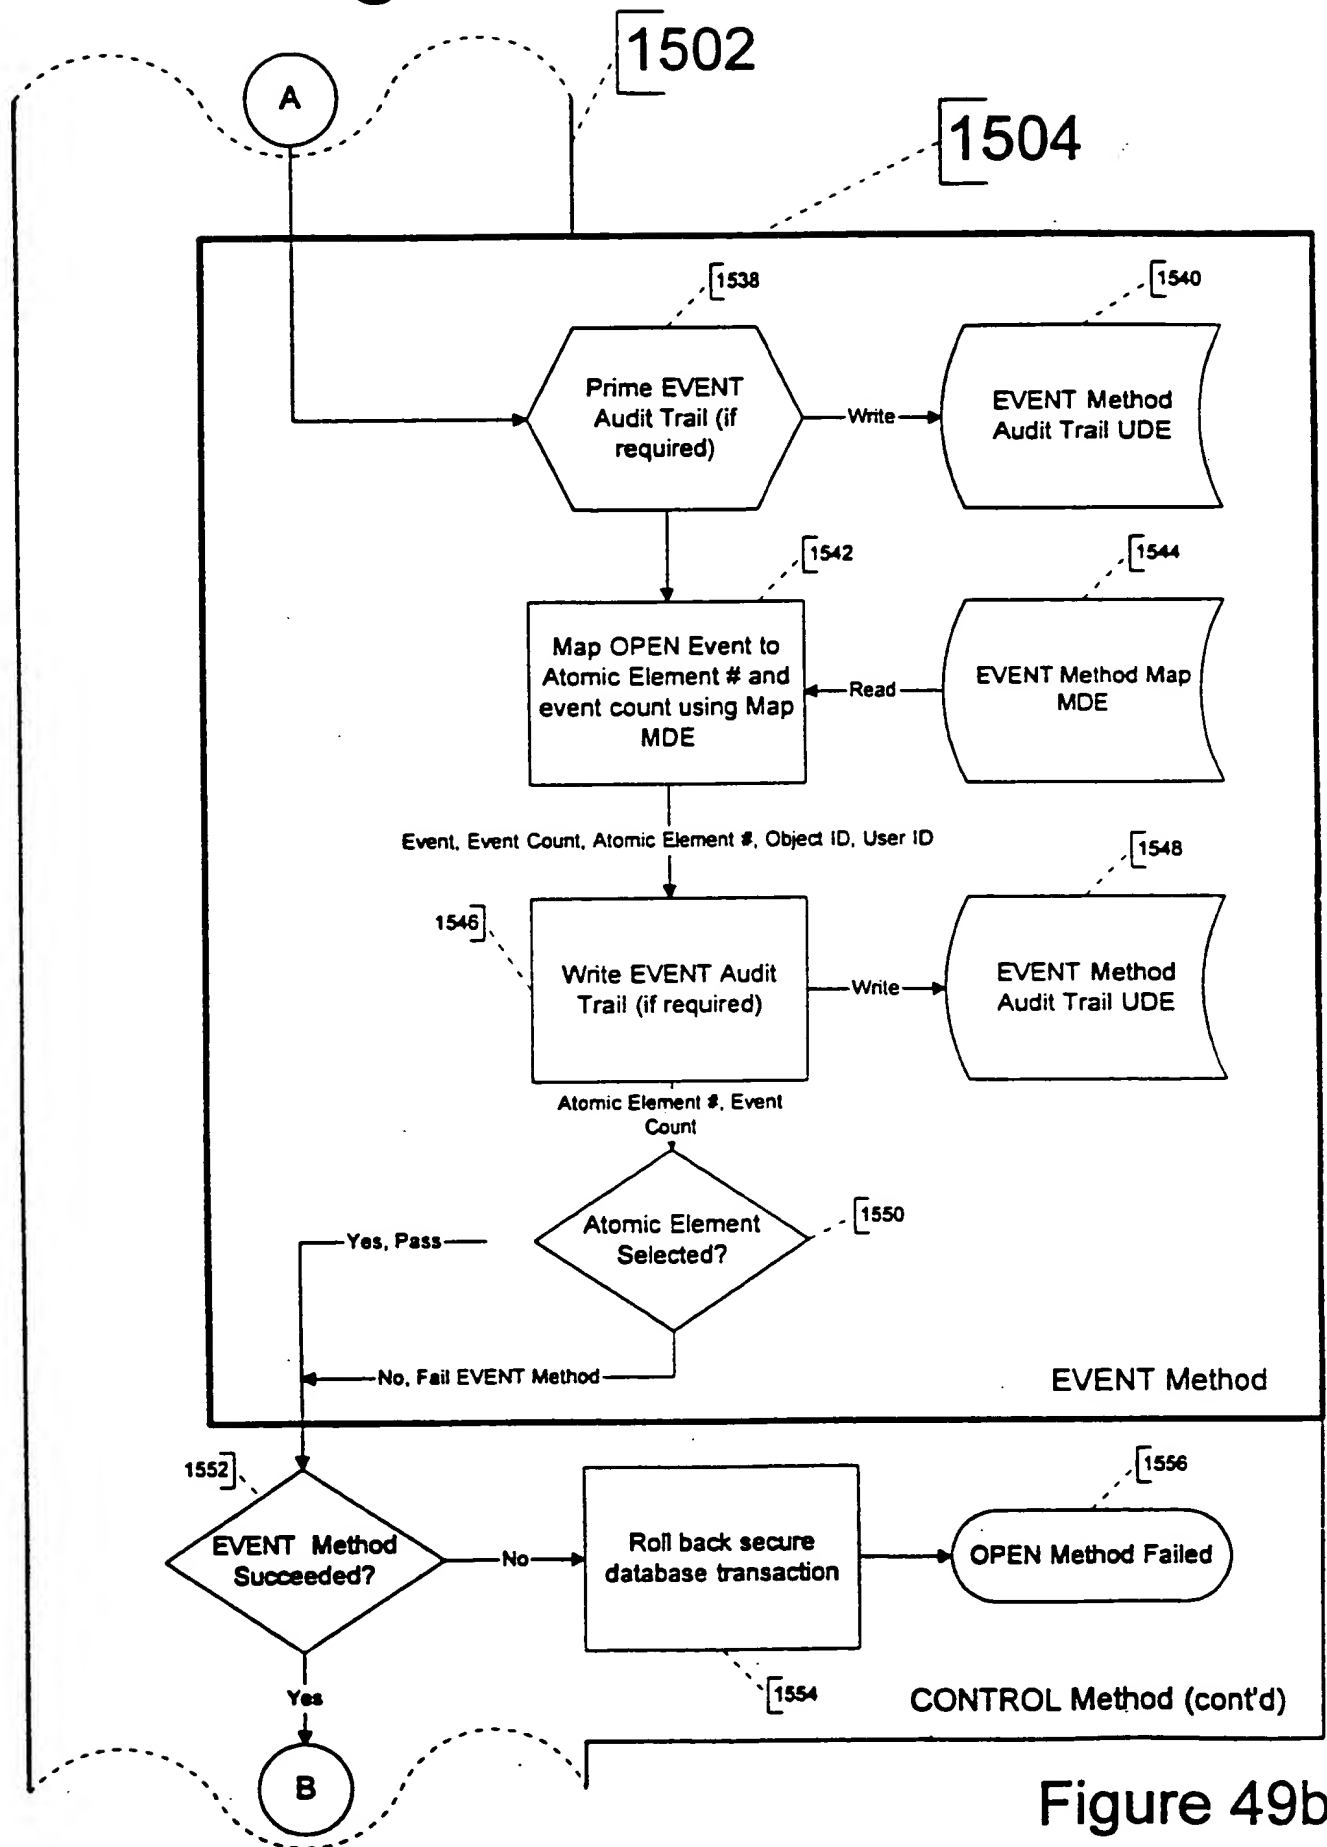 1502
A
1504
1538
1540
Prime EVENT
Audit Trail (if
required)
Write
EVENT Method
Audit Trail UDE
1542
1544
Map OPEN Event to
Atomic Element # and
event count using Map
MDE
Read
EVENT Method Map
MDE
Event, Event Count, Atomic Element #, Object ID, User ID
1548
1546
Write EVENT Audit
Trail (if required)
Write
EVENT Method
Audit Trail UDE
Atomic Element #, Event
Count
1550
Atomic Element
Selected?
Yes, Pass
No, Fail EVENT Method
EVENT Method
1552
1556
EVENT Method
Succeeded?
No
Roll back secure
database transaction
OPEN Method Failed
1554
Yes
CONTROL Method (cont'd)
B
Figure 49b